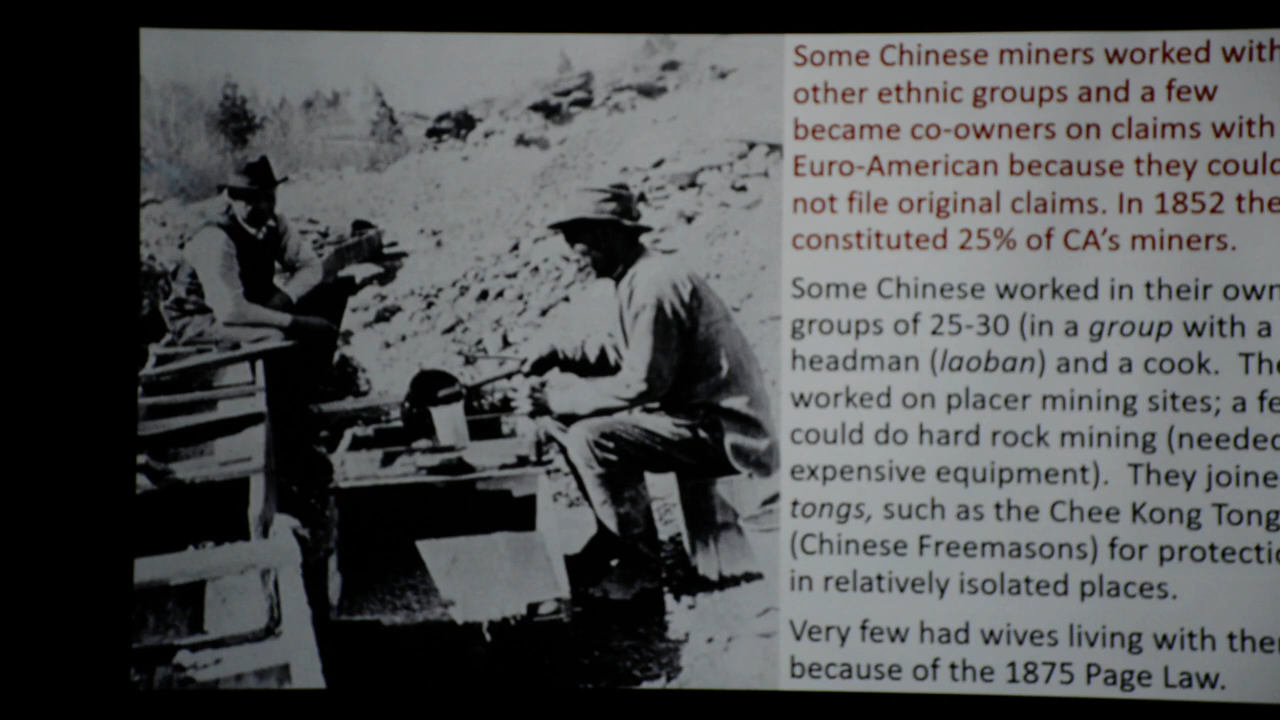 Some Chinese miners worked with
other ethnic groups and a few
became co-owners on claims with
Euro-American because they could
not file original claims. In 1852 the
constituted 25% of CA's miners.
Some Chinese worked in their own
groups of 25-30 (in a group with a
headman (laoban) and a cook. The
worked on placer mining sites; a fe
could do hard rock mining (needed
expensive equipment). They joine
tongs, such as the Chee Kong Tong
(Chinese Freemasons) for protectio
in relatively isolated places.
Very few had wives living with the
because of the 1875 Page Law.